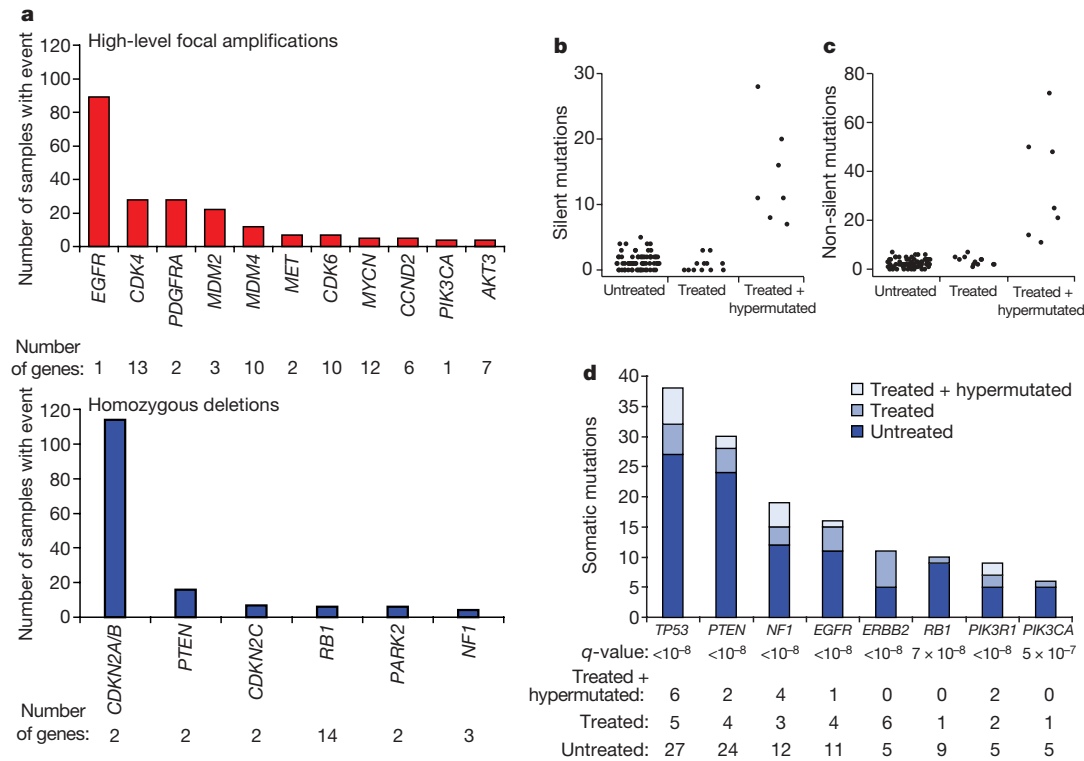 a
High-level focal amplifications
Number of samples with event
120
100
80
60
40
20
0
EGFR CDK4 PDGFRA MDM2 MDM4 MET CDK6 MYCN CCND2 PIK3CA AKT3
Number
of genes: 1 13 2 3 10 2 10 12 6 1 7
Homozygous deletions
Number of samples with event
120
100
80
60
40
20
0
CDKN2A/B PTEN CDKN2C RB1 PARK2 NF1
Number
of genes: 2 2 2 14 2 3
b
Silent mutations
30
20
10
0
Untreated Treated Treated +
hypermutated
c
Non-silent mutations
80
60
40
20
0
Untreated Treated Treated +
hypermutated
d
Somatic mutations
40
35
30
25
20
15
10
5
0
Treated + hypermutated
Treated
Untreated
TP53 PTEN NF1 EGFR ERBB2 RB1 PIK3R1 PIK3CA
q-value: <10⁻⁸ <10⁻⁸ <10⁻⁸ <10⁻⁸ <10⁻⁸ 7 × 10⁻⁸ <10⁻⁸ 5 × 10⁻⁷
Treated +
hypermutated: 6 2 4 1 0 0 2 0
Treated: 5 4 3 4 6 1 2 1
Untreated: 27 24 12 11 5 9 5 5